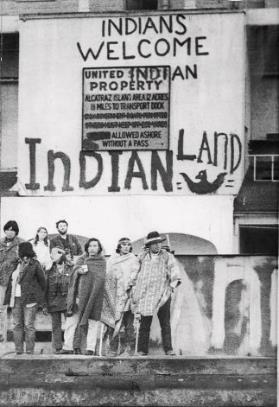 INDIANS
WELCOME
UNITED INDIAN
PROPERTY
ALCATRAZ ISLAND AREA 12 ACRES
1½ MILES TO TRANSPORT DOCK
ALLOWED ASHORE
WITHOUT A PASS
INDIAN LAND